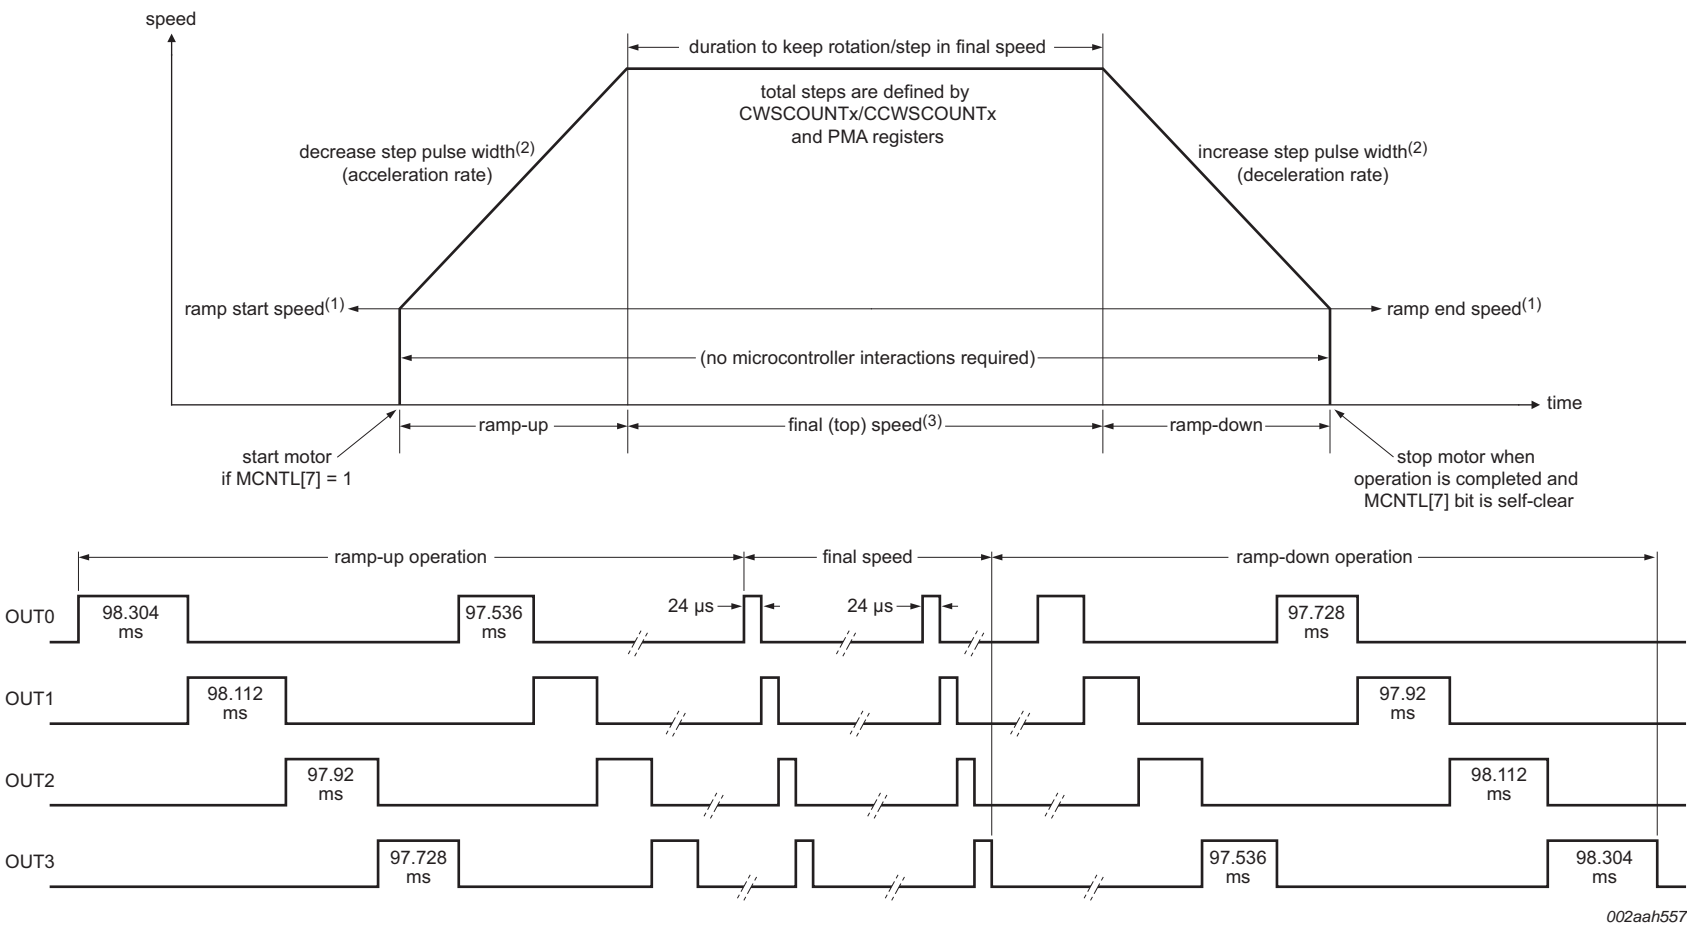 speed
duration to keep rotation/step in final speed
total steps are defined by
CWSCOUNTx/CCWSCOUNTx
and PMA registers
decrease step pulse width(2)
(acceleration rate)
increase step pulse width(2)
(deceleration rate)
ramp start speed(1)
ramp end speed(1)
(no microcontroller interactions required)
time
ramp-up
final (top) speed(3)
ramp-down
start motor
if MCNTL[7] = 1
stop motor when
operation is completed and
MCNTL[7] bit is self-clear
ramp-up operation
final speed
ramp-down operation
OUT0
98.304
ms
97.536
ms
24 µs
24 µs
97.728
ms
OUT1
98.112
ms
97.92
ms
OUT2
97.92
ms
98.112
ms
OUT3
97.728
ms
97.536
ms
98.304
ms
002aah557